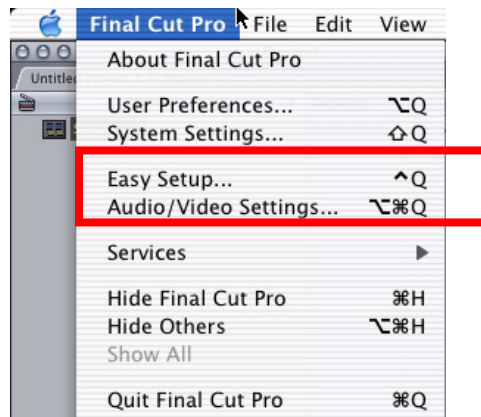 Final Cut Pro File Edit View
About Final Cut Pro
Untitled
User Preferences... ⌥Q
System Settings... ⇧Q
Easy Setup... ^Q
Audio/Video Settings... ⌥⌘Q
Services ▶
Hide Final Cut Pro ⌘H
Hide Others ⌥⌘H
Show All
Quit Final Cut Pro ⌘Q